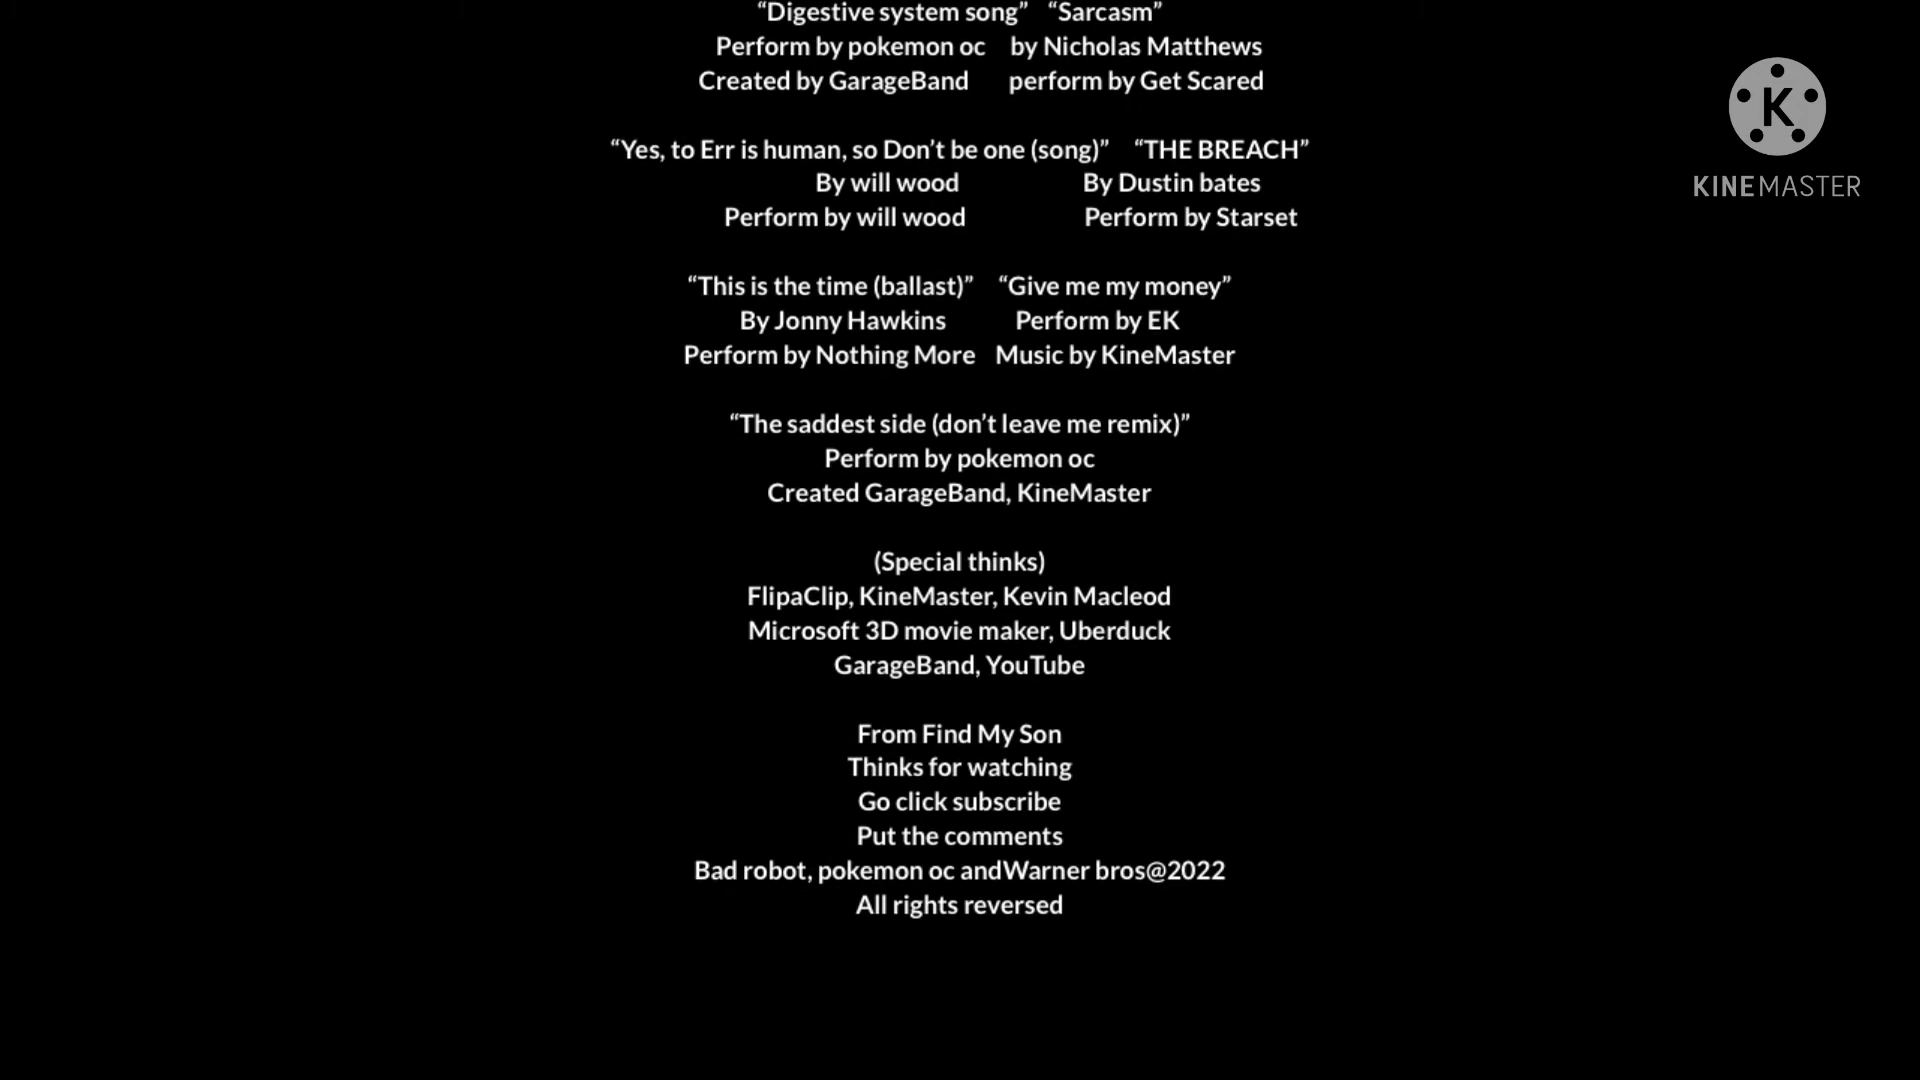 “Digestive system song” “Sarcasm”
Perform by pokemon oc by Nicholas Matthews
Created by GarageBand perform by Get Scared
“Yes, to Err is human, so Don’t be one (song)” “THE BREACH”
By will wood By Dustin bates
Perform by will wood Perform by Starset
“This is the time (ballast)” “Give me my money”
By Jonny Hawkins Perform by EK
Perform by Nothing More Music by KineMaster
“The saddest side (don’t leave me remix)”
Perform by pokemon oc
Created GarageBand, KineMaster
(Special thinks)
FlipaClip, KineMaster, Kevin Macleod
Microsoft 3D movie maker, Uberduck
GarageBand, YouTube
From Find My Son
Thinks for watching
Go click subscribe
Put the comments
Bad robot, pokemon oc andWarner bros@2022
All rights reversed
K
KINEMASTER